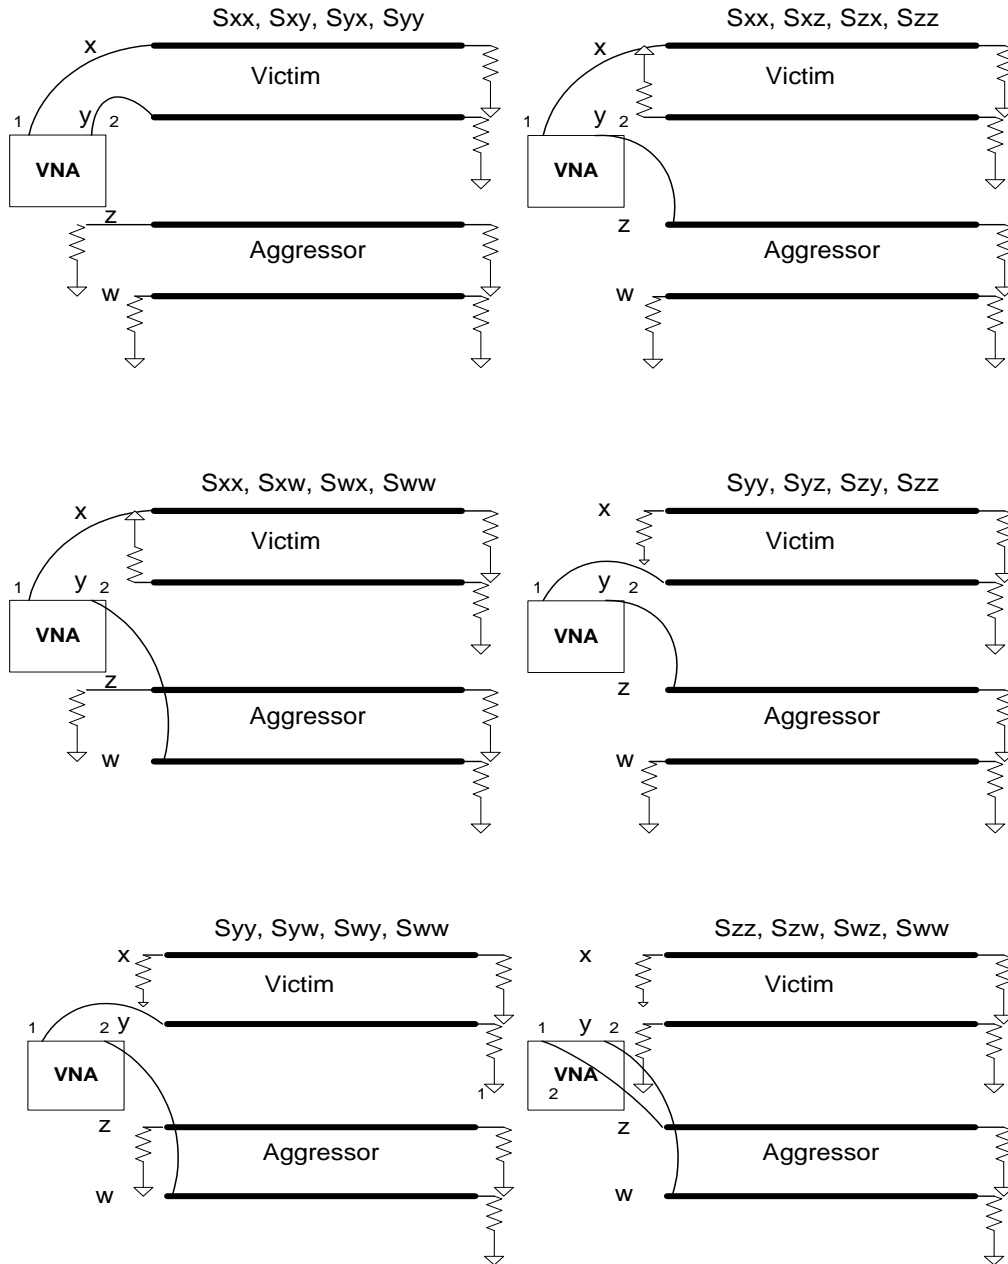 Sxx, Sxy, Syx, Syy
x
Victim
1
y 2
VNA
z
Aggressor
w
Sxx, Sxz, Szx, Szz
x
Victim
1
y 2
VNA
z
Aggressor
w
Sxx, Sxw, Swx, Sww
x
Victim
1
y 2
VNA
z
Aggressor
w
Syy, Syz, Szy, Szz
x
Victim
1
y 2
VNA
z
Aggressor
w
Syy, Syw, Swy, Sww
x
Victim
1
2 y
VNA
1
z
Aggressor
w
Szz, Szw, Swz, Sww
x
Victim
1
y 2
VNA
2
z
Aggressor
w